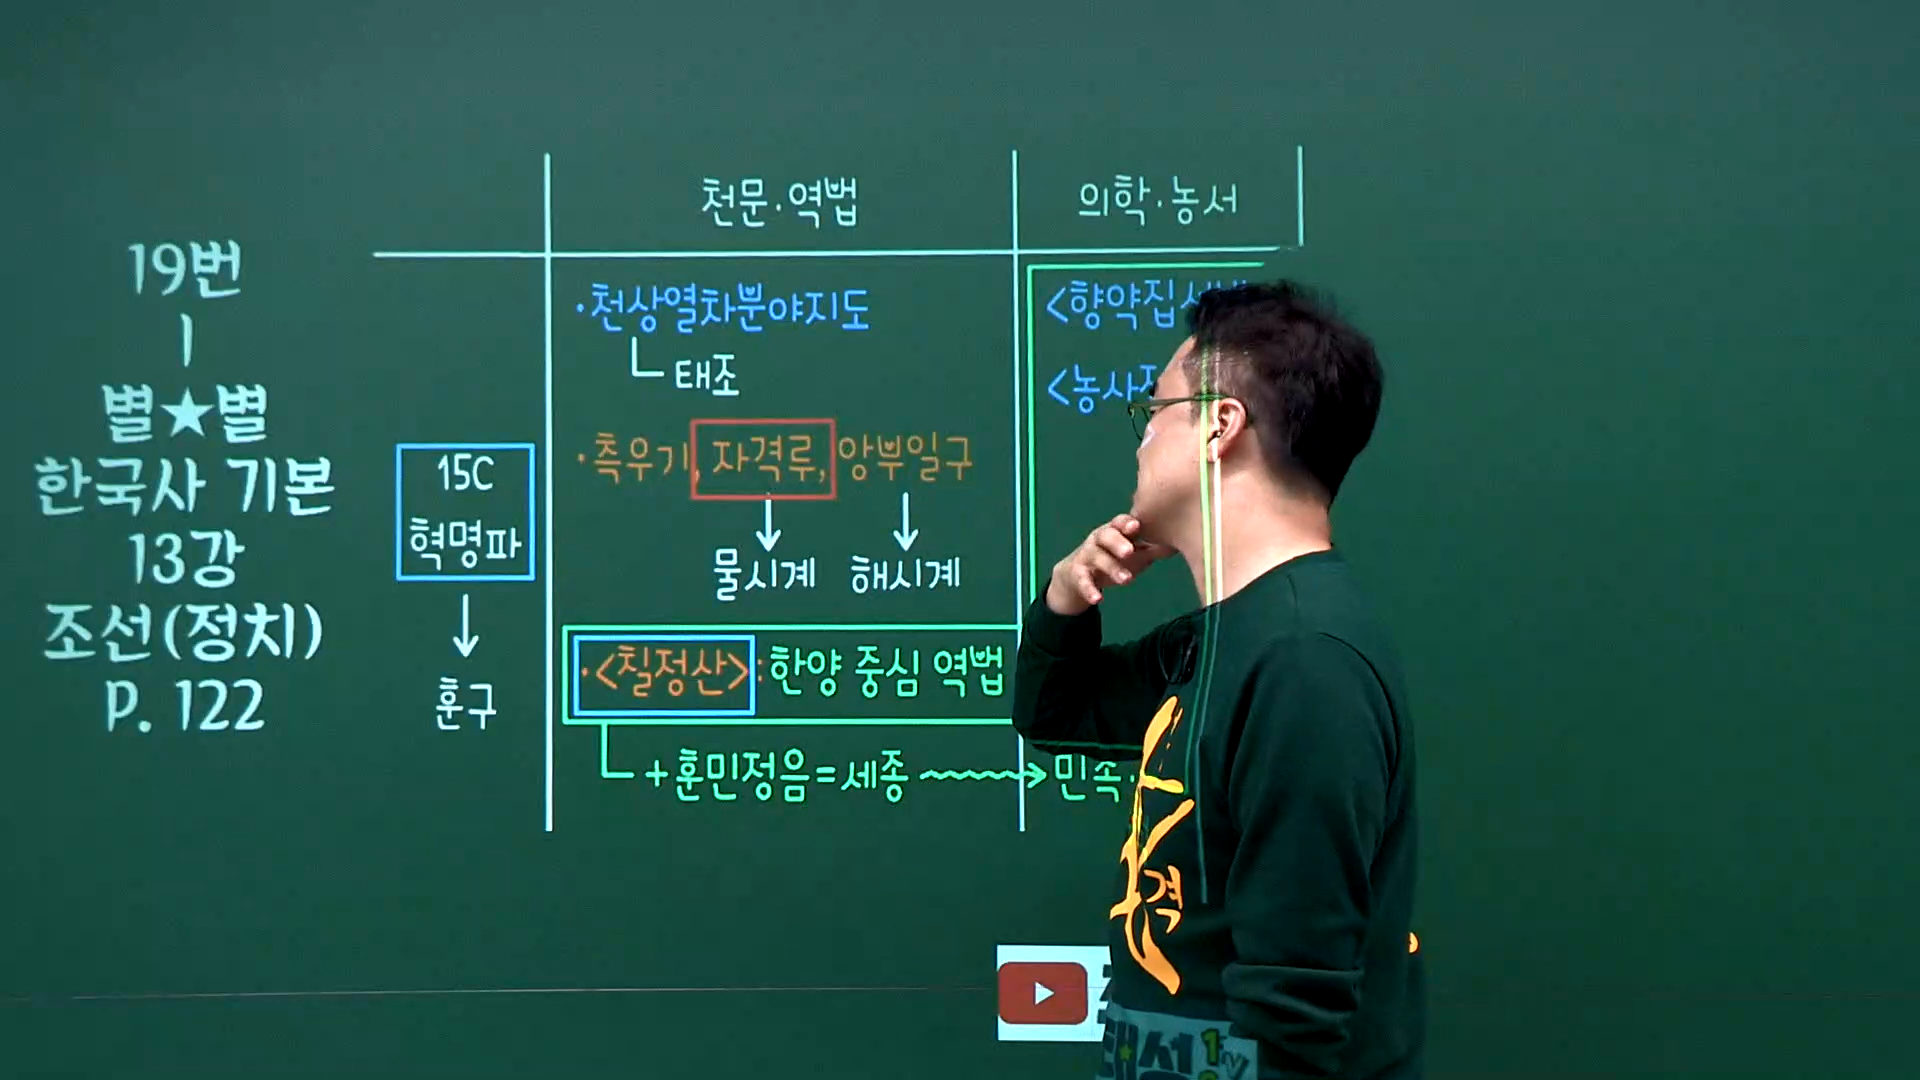 19번
|
별★별
한국사 기본
13강
조선(정치)
P. 122
15C
혁명파
↓
훈구
천문·역법
의학·농서
·천상열차분야지도
태조
·측우기, 자격루, 앙부일구
물시계
해시계
·<칠정산>: 한양 중심 역법
+훈민정음=세종
민족·
<향약집
<농사
격